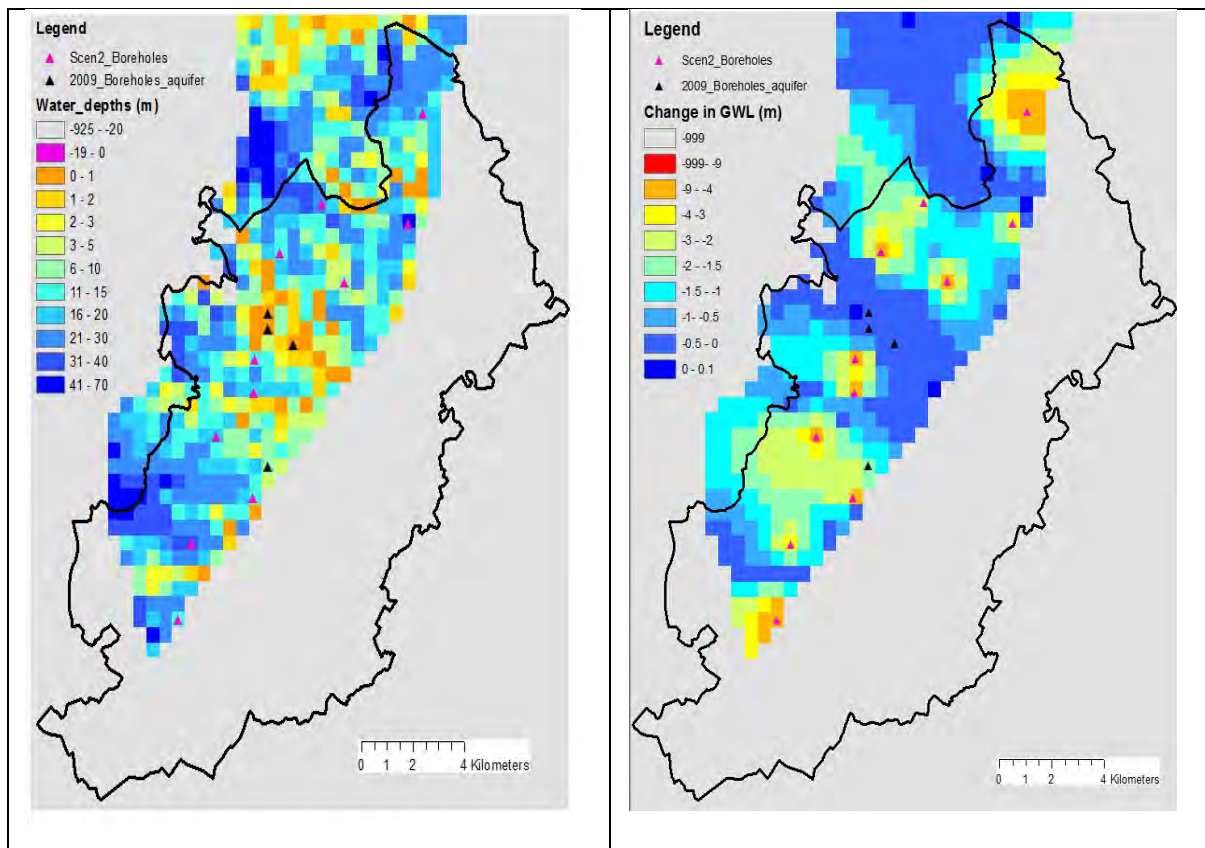 Legend
Scen2_Boreholes
2009_Boreholes_aquifer
Water_depths (m)
-925 - -20
-19 - 0
0 - 1
1 - 2
2 - 3
3 - 5
6 - 10
11 - 15
16 - 20
21 - 30
31 - 40
41 - 70
0 2 4 Kilometers
Legend
Scen2_Boreholes
2009_Boreholes_aquifer
Change in GWL (m)
-999
-999- -9
-9 - -4
-4 -3
-3 - -2
-2 - -1.5
-1.5 - -1
-1 - -0.5
-0.5 - 0
0 - 0.1
0 1 2 4 Kilometers